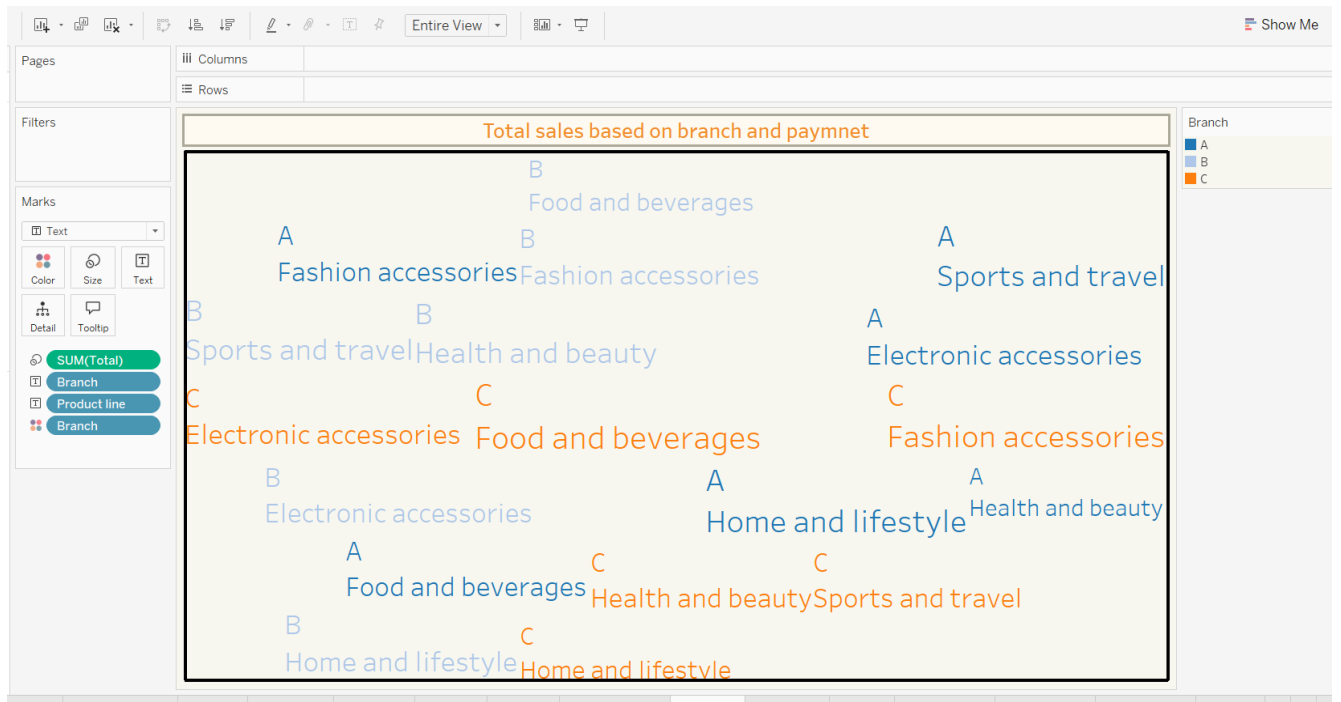 Entire View
Show Me
Pages
Columns
Rows
Filters
Total sales based on branch and paymnet
Branch
A
B
C
Marks
Text
Color
Size
Text
Detail
Tooltip
SUM(Total)
Branch
Product line
Branch
B
Food and beverages
A
Fashion accessories
B
Fashion accessories
A
Sports and travel
B
Sports and travel
B
Health and beauty
A
Electronic accessories
C
Electronic accessories
C
Food and beverages
C
Fashion accessories
B
Electronic accessories
A
Home and lifestyle
A
Health and beauty
A
Food and beverages
C
Health and beauty
C
Sports and travel
B
Home and lifestyle
C
Home and lifestyle